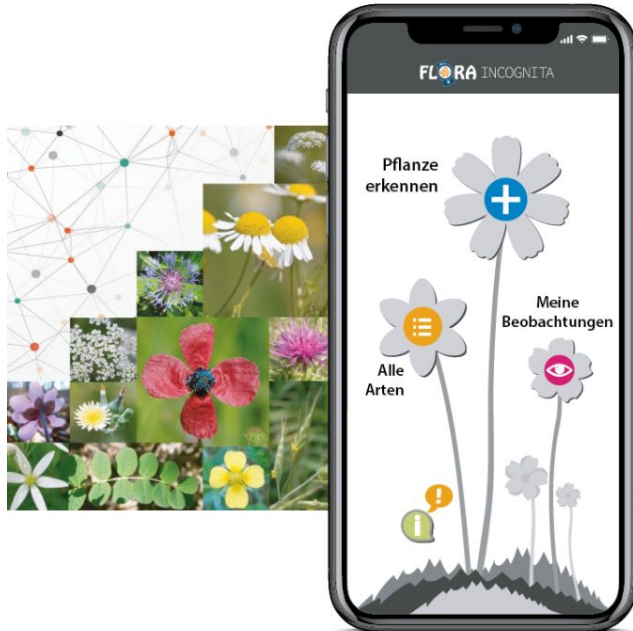 FLORA INCOGNITA
Pflanze
erkennen
Meine
Beobachtungen
Alle
Arten